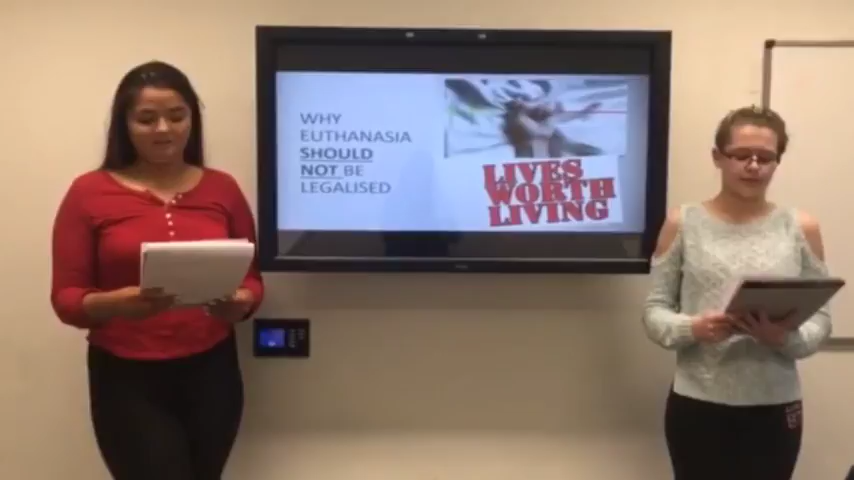 WHY
EUTHANASIA
SHOULD
NOT BE
LEGALISED
LIVES
WORTH
LIVING